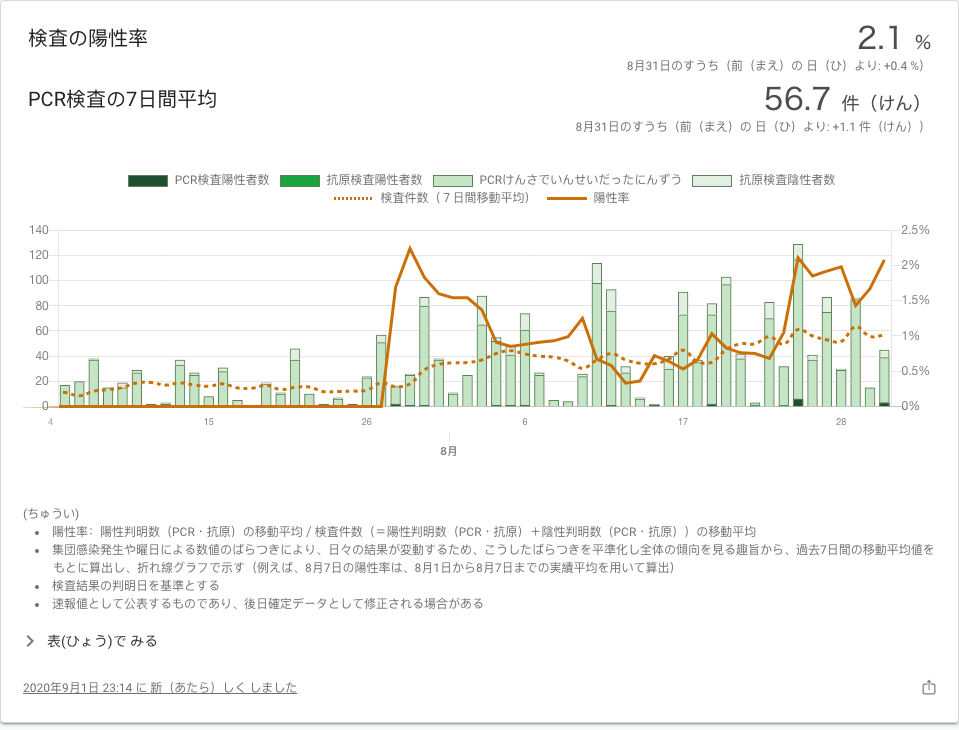 検査の陽性率
2.1 %
8月31日のすうち（前（まえ）の 日（ひ）より: +0.4 %）
PCR検査の7日間平均
56.7 件（けん）
8月31日のすうち（前（まえ）の 日（ひ）より: +1.1 件（けん））
PCR検査陽性者数 抗原検査陽性者数 PCRけんさでいんせいだったにんずう 抗原検査陰性者数
検査件数（７日間移動平均） 陽性率
140 2.5%
120 2%
100
80 1.5%
60 1%
40 0.5%
20
0 0%
4 15 26 6 17 28
8月
(ちゅうい)
陽性率：陽性判明数（PCR・抗原）の移動平均 / 検査件数（＝陽性判明数（PCR・抗原）＋陰性判明数（PCR・抗原））の移動平均
集団感染発生や曜日による数値のばらつきにより、日々の結果が変動するため、こうしたばらつきを平準化し全体の傾向を見る趣旨から、過去7日間の移動平均値を
もとに算出し、折れ線グラフで示す（例えば、8月7日の陽性率は、8月1日から8月7日までの実績平均を用いて算出）
検査結果の判明日を基準とする
速報値として公表するものであり、後日確定データとして修正される場合がある
表(ひょう)で みる
2020年9月1日 23:14 に 新（あたら）しく しました